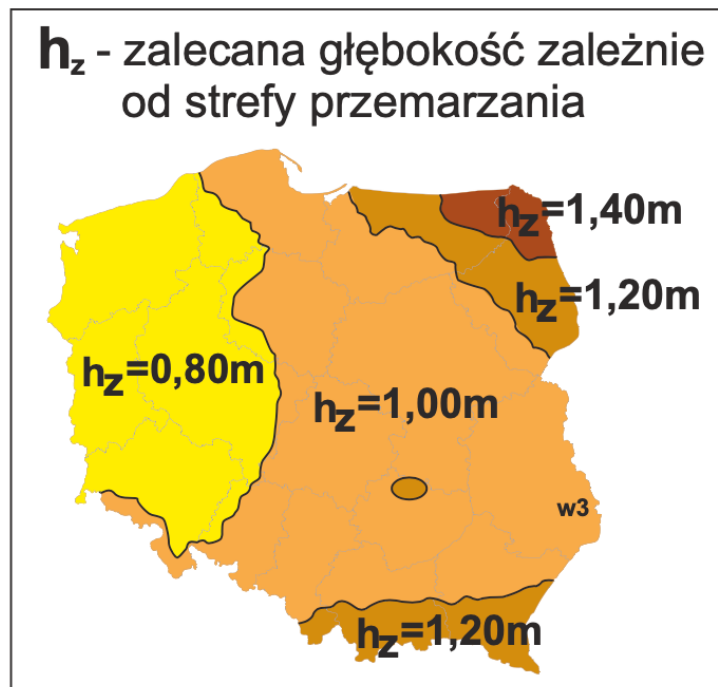 hz - zalecana głębokość zależnie
od strefy przemarzania
hz=1,40m
hz=1,20m
hz=0,80m
hz=1,00m
w3
hz=1,20m